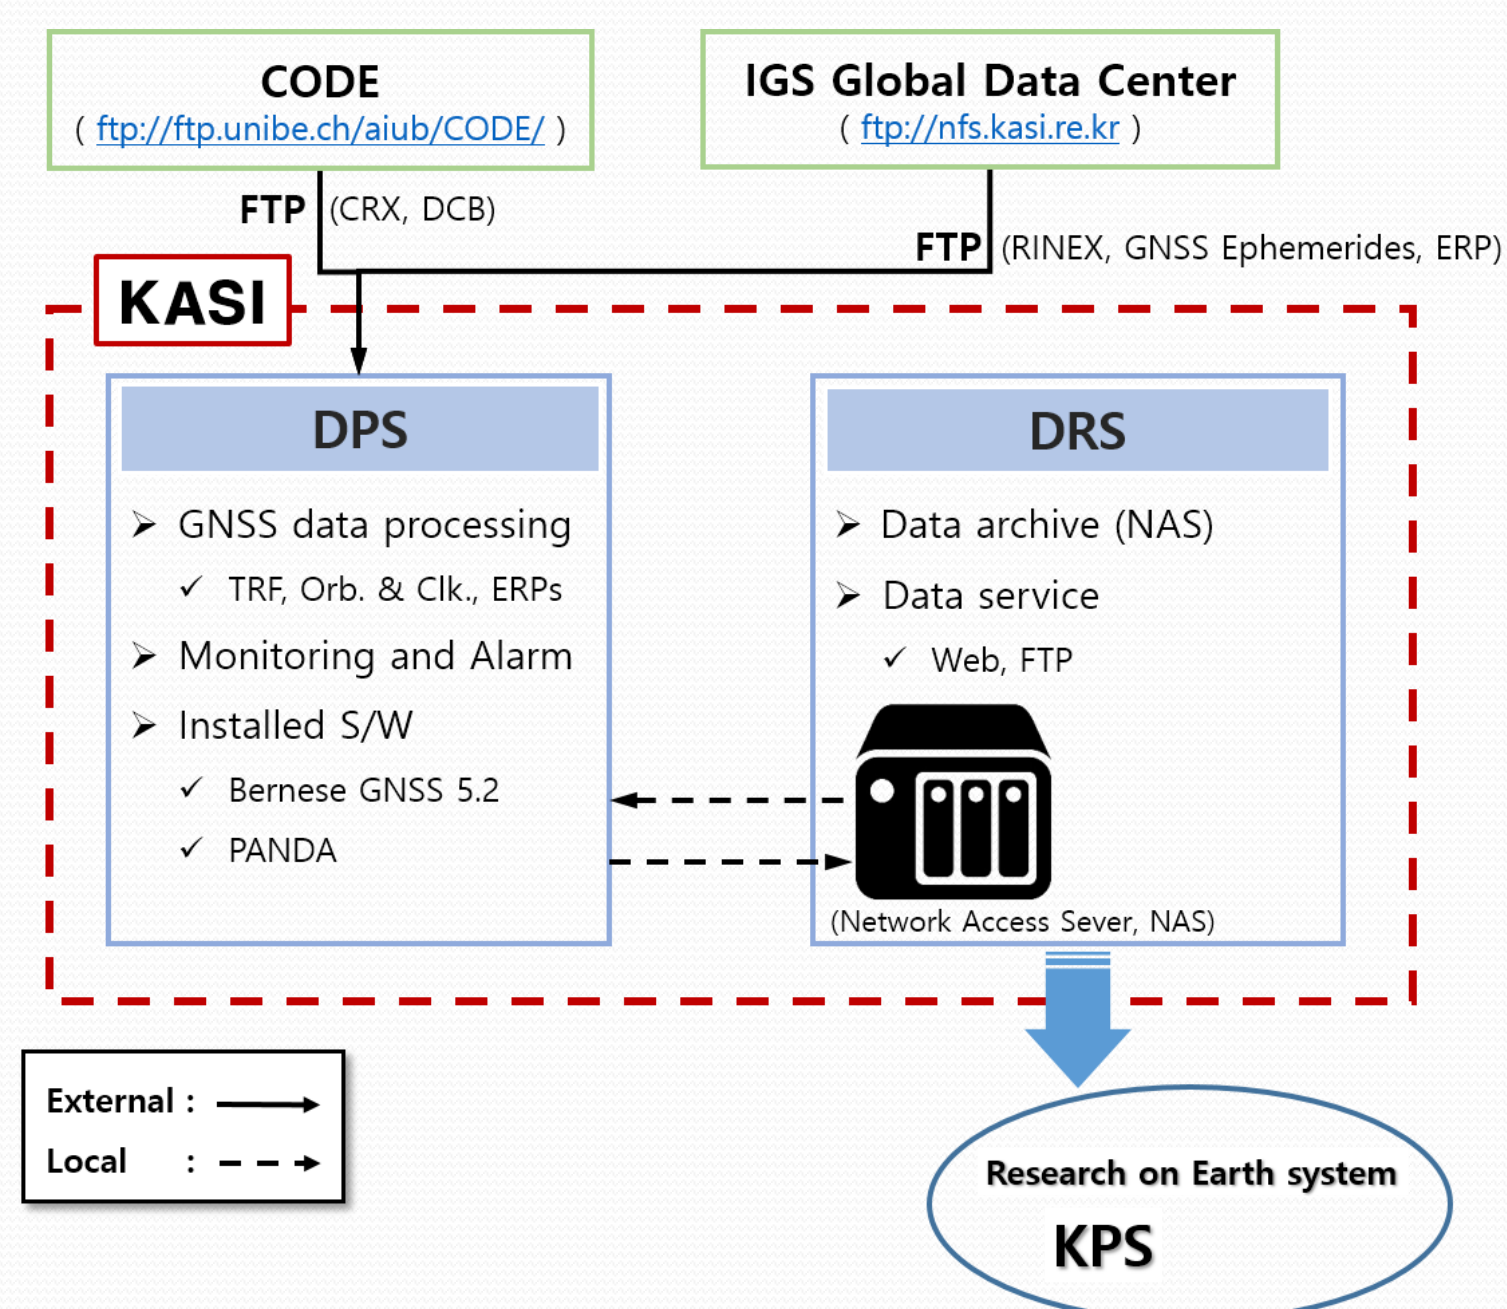 CODE
( ftp://ftp.unibe.ch/aiub/CODE/ )
IGS Global Data Center
( ftp://nfs.kasi.re.kr )
FTP (CRX, DCB)
FTP (RINEX, GNSS Ephemerides, ERP)
KASI
DPS
GNSS data processing
TRF, Orb. & Clk., ERPs
Monitoring and Alarm
Installed S/W
Bernese GNSS 5.2
PANDA
DRS
Data archive (NAS)
Data service
Web, FTP
(Network Access Sever, NAS)
External :
Local :
Research on Earth system
KPS